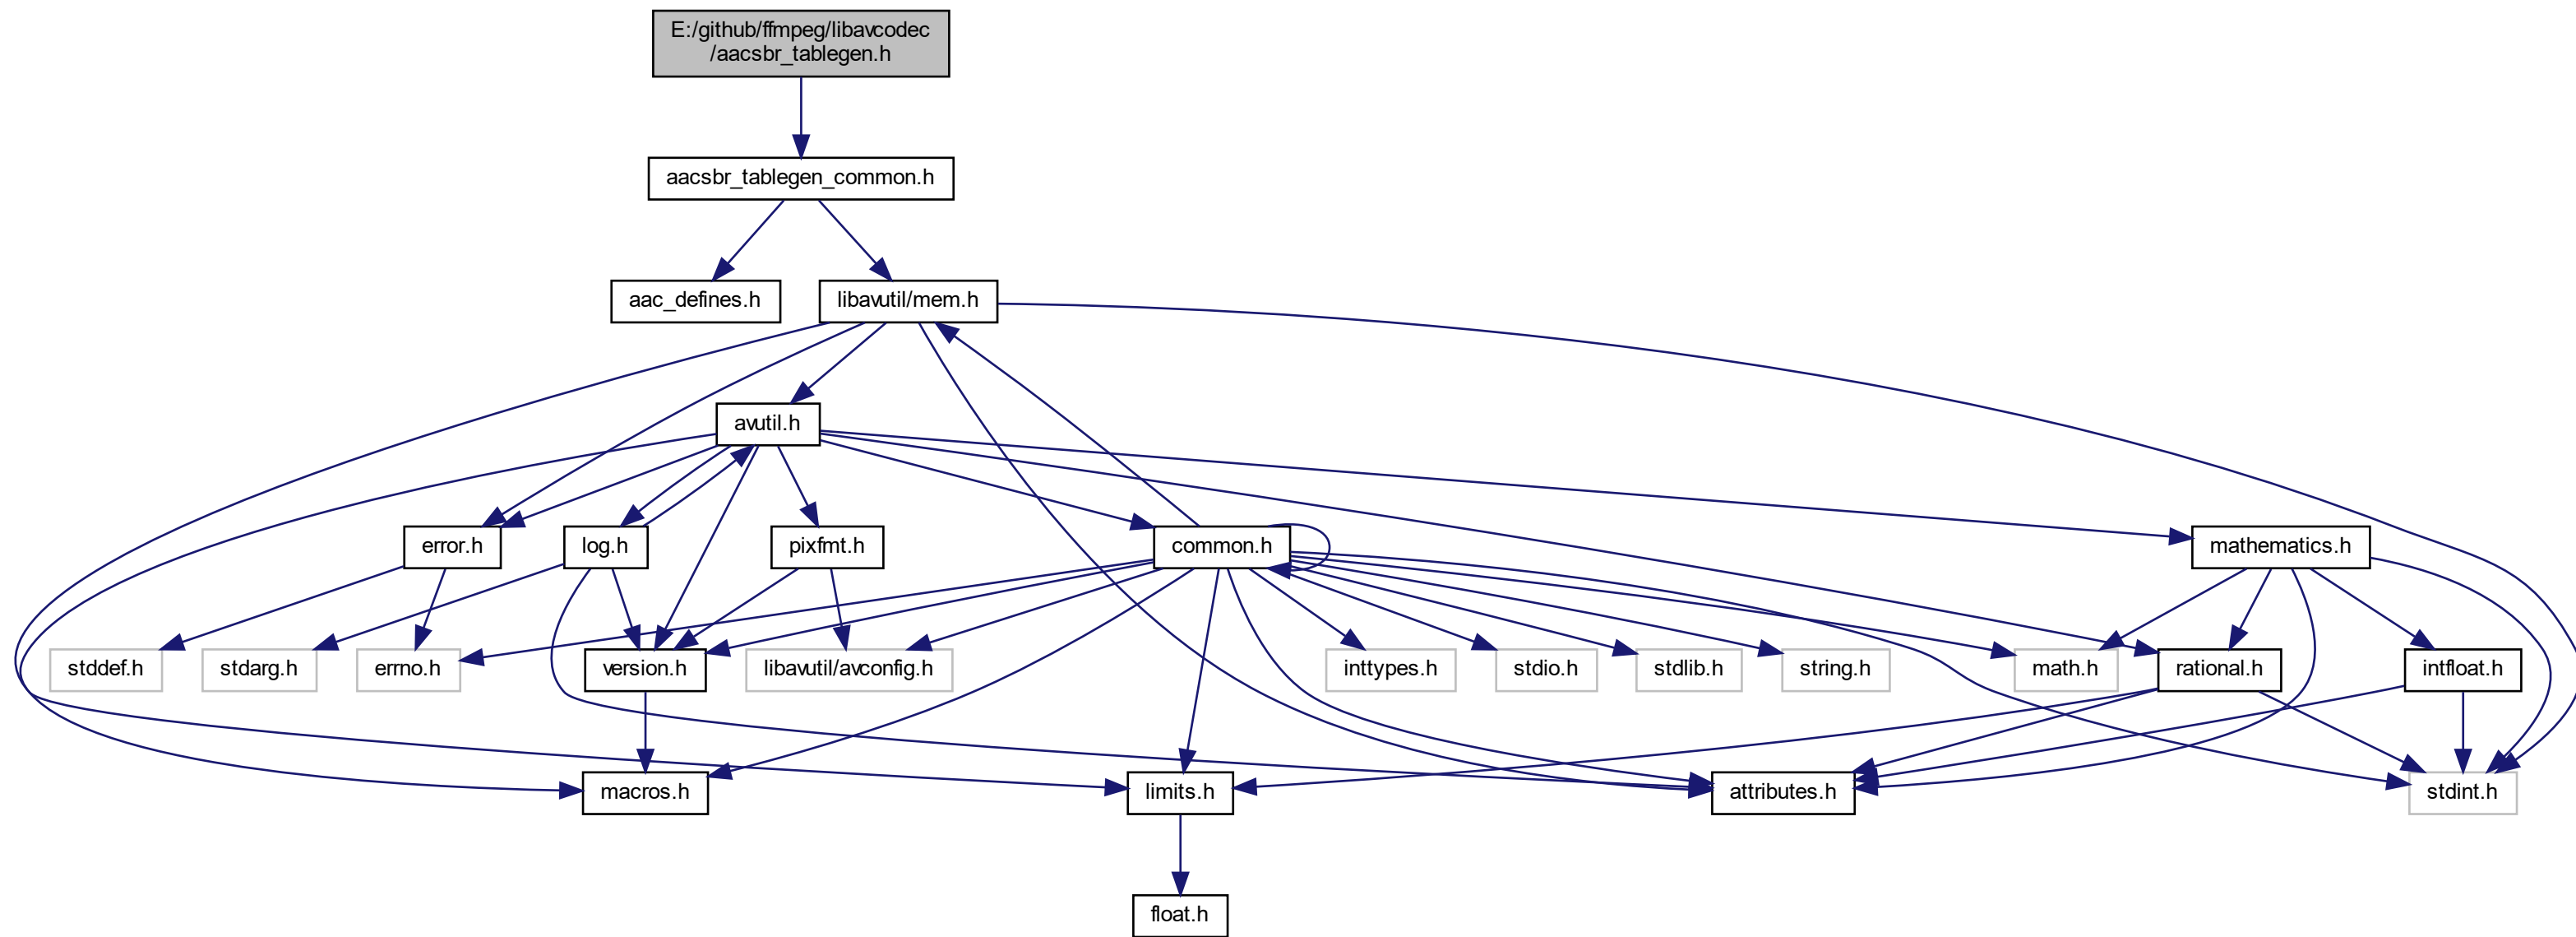 E:/github/ffmpeg/libavcodec
/aacsbr_tablegen.h
aacsbr_tablegen_common.h
aac_defines.h
libavutil/mem.h
avutil.h
error.h
log.h
pixfmt.h
common.h
mathematics.h
stddef.h
stdarg.h
errno.h
version.h
libavutil/avconfig.h
inttypes.h
stdio.h
stdlib.h
string.h
math.h
rational.h
intfloat.h
macros.h
limits.h
attributes.h
stdint.h
float.h